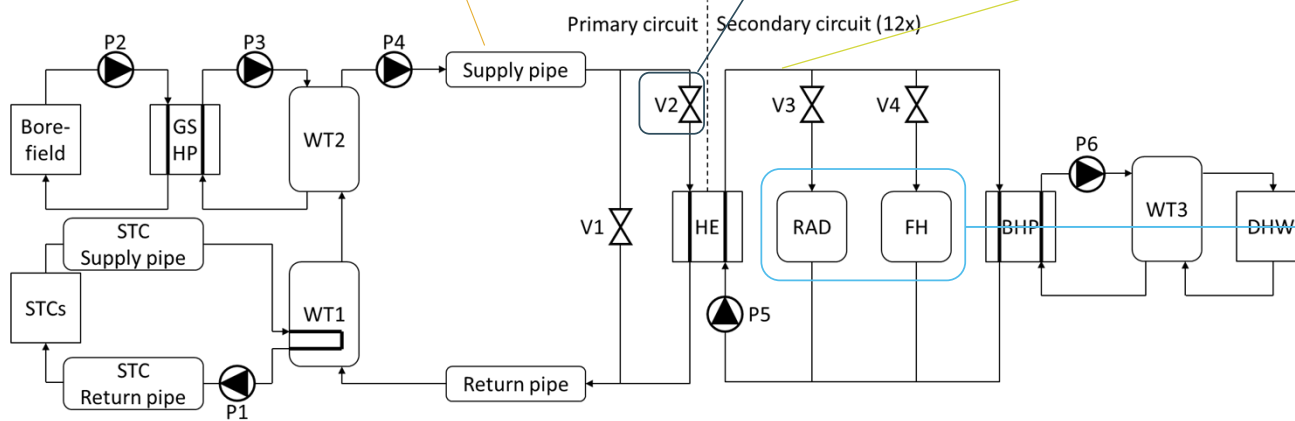 Primary circuit
Secondary circuit (12x)
P2
P3
P4
Supply pipe
Bore-
field
GS
HP
WT2
V2
V3
V4
P6
STC
Supply pipe
V1
HE
RAD
FH
BHP
WT3
DHW
STCs
WT1
P5
STC
Return pipe
P1
Return pipe